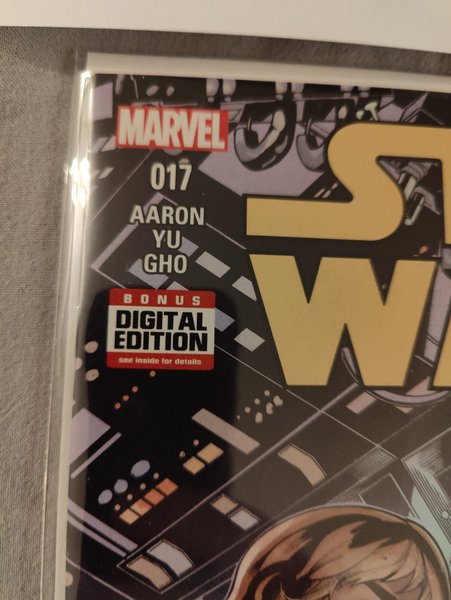 MARVEL
017
AARON
YU
GHO
BONUS
DIGITAL
EDITION
see inside for details